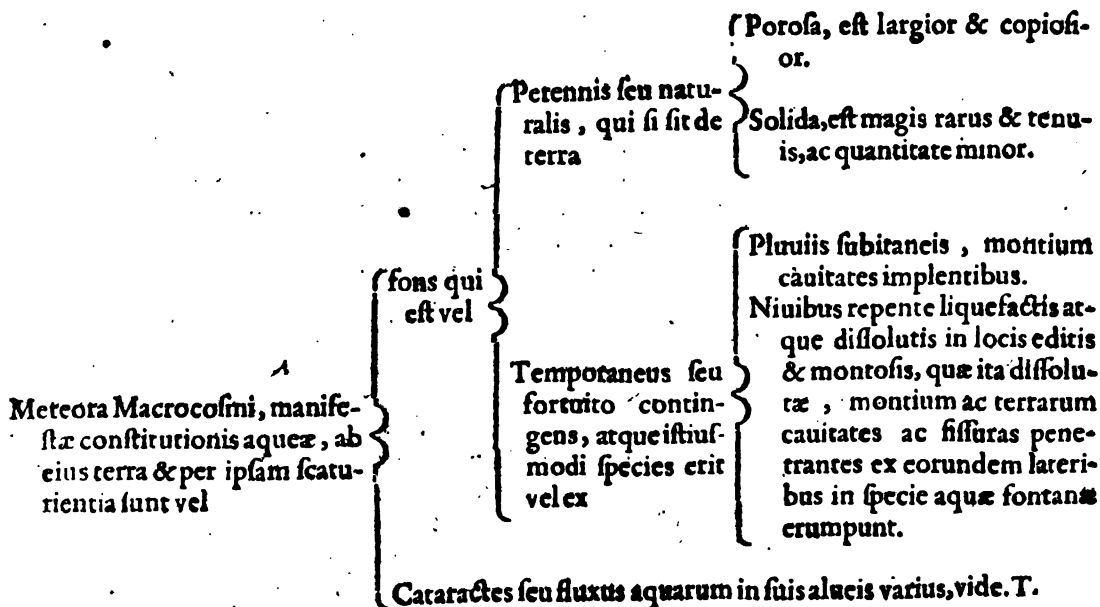 Meteora Macrocoſmi, manife-
ſtæ conſtitutionis aqueæ, ab
eius terra & per ipſam ſcatu-
rientia ſunt vel
fons qui
eſt vel
Perennis ſeu natu-
ralis, qui ſi ſit de
terra
Poroſa, eſt largior & copioſi-
or.
Solida, eſt magis rarus & tenu-
is, ac quantitate minor.
Temporaneus ſeu
fortuito contin-
gens, atque iſtiuſ-
modi ſpecies erit
vel ex
Pluuiis ſubitaneis, montium
cauitates implentibus.
Niuibus repente liquefactis at-
que diſſolutis in locis editis
& montoſis, quæ ita diſſolu-
tæ, montium ac terrarum
cauitates ac fiſſuras pene-
trantes ex eorundem lateri-
bus in ſpecie aquæ fontanæ
erumpunt.
Cataractes ſeu fluxus aquarum in ſuis alueis varius, vide. T.